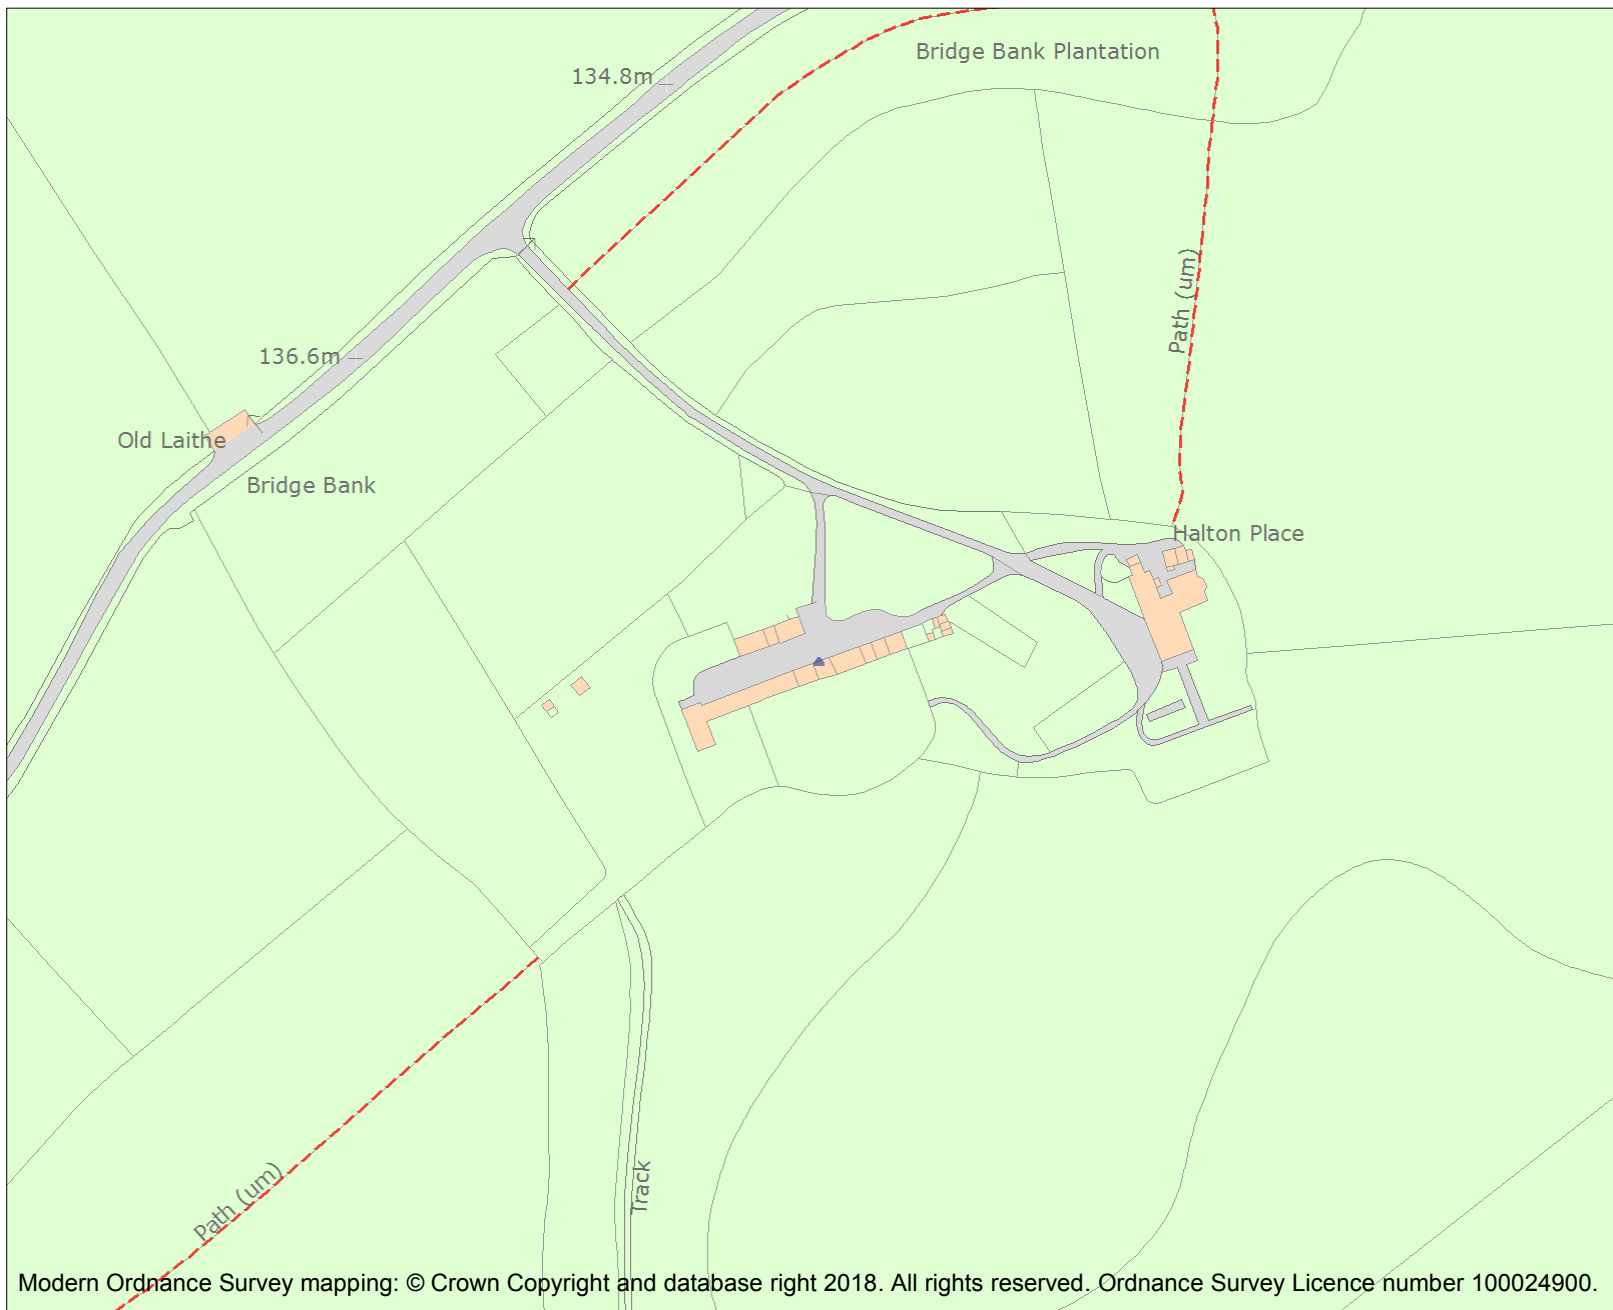 Bridge Bank Plantation
134.8m
Path (um)
136.6m
Old Laithe
Bridge Bank
Halton Place
Path (um)
Track
Modern Ordnance Survey mapping: © Crown Copyright and database right 2018. All rights reserved. Ordnance Survey Licence number 100024900.